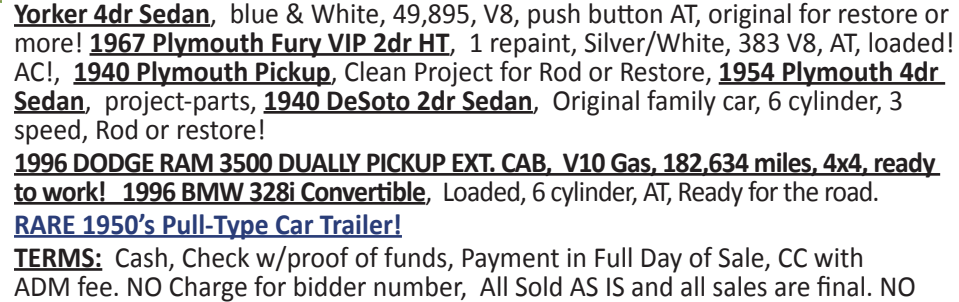 Yorker 4dr Sedan, blue & White, 49,895, V8, push button AT, original for restore or
more! 1967 Plymouth Fury VIP 2dr HT, 1 repaint, Silver/White, 383 V8, AT, loaded!
AC!, 1940 Plymouth Pickup, Clean Project for Rod or Restore, 1954 Plymouth 4dr
Sedan, project-parts, 1940 DeSoto 2dr Sedan, Original family car, 6 cylinder, 3
speed, Rod or restore!
1996 DODGE RAM 3500 DUALLY PICKUP EXT. CAB, V10 Gas, 182,634 miles, 4x4, ready
to work! 1996 BMW 328i Convertible, Loaded, 6 cylinder, AT, Ready for the road.
RARE 1950's Pull-Type Car Trailer!
TERMS: Cash, Check w/proof of funds, Payment in Full Day of Sale, CC with
ADM fee. NO Charge for bidder number, All Sold AS IS and all sales are final. NO